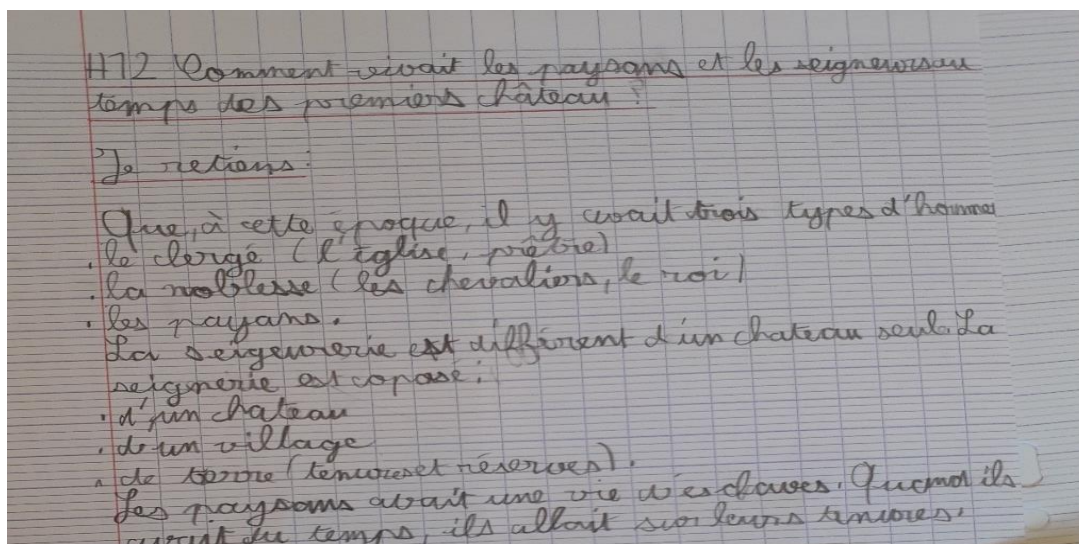 H12 Comment vivait les paysans et les seigneurs au
temps des premiers château ?
Je retiens :
Que, à cette époque, il y avait trois types d'hommes
. le clergé (l'église, prêtre)
. la noblesse (les chevaliers, le roi)
. les payans.
La seigeurerie est différent d'un chateau seul. La
seignerie est copose :
. d'un chateau
. d'un village
. de terre (tenures et réserves).
Les paysans avait une vie d'esclaves. Quand ils
avait du temps, ils allait sur leurs tenures.